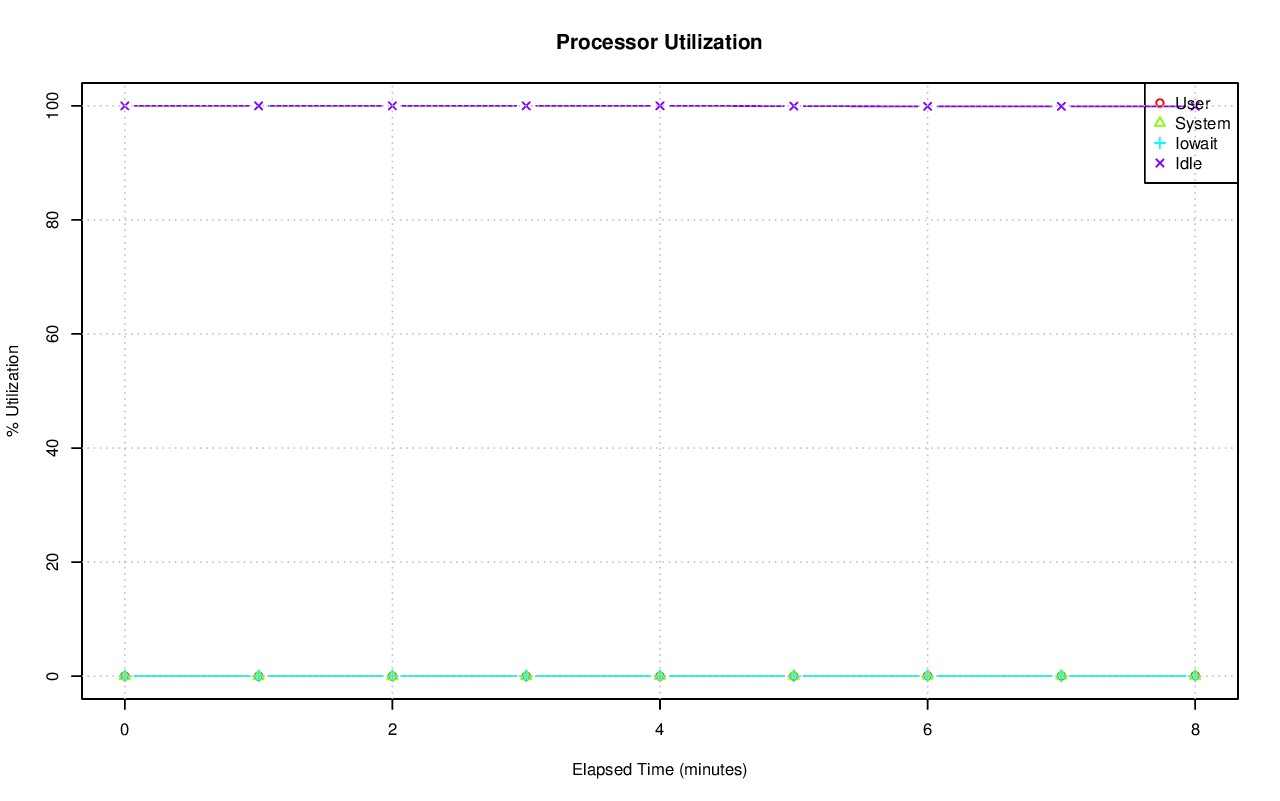 Processor Utilization
% Utilization
100
80
60
40
20
0
User
System
Iowait
Idle
0 2 4 6 8
Elapsed Time (minutes)